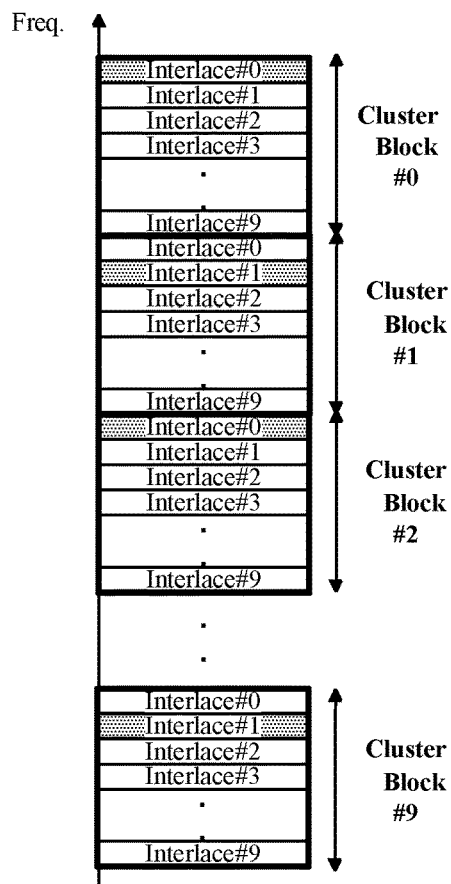 Freq.
Interlace#0
Interlace#1
Interlace#2
Interlace#3
Interlace#9
Cluster
Block
#0
Interlace#0
Interlace#1
Interlace#2
Interlace#3
Interlace#9
Cluster
Block
#1
Interlace#0
Interlace#1
Interlace#2
Interlace#3
Interlace#9
Cluster
Block
#2
Interlace#0
Interlace#1
Interlace#2
Interlace#3
Interlace#9
Cluster
Block
#9